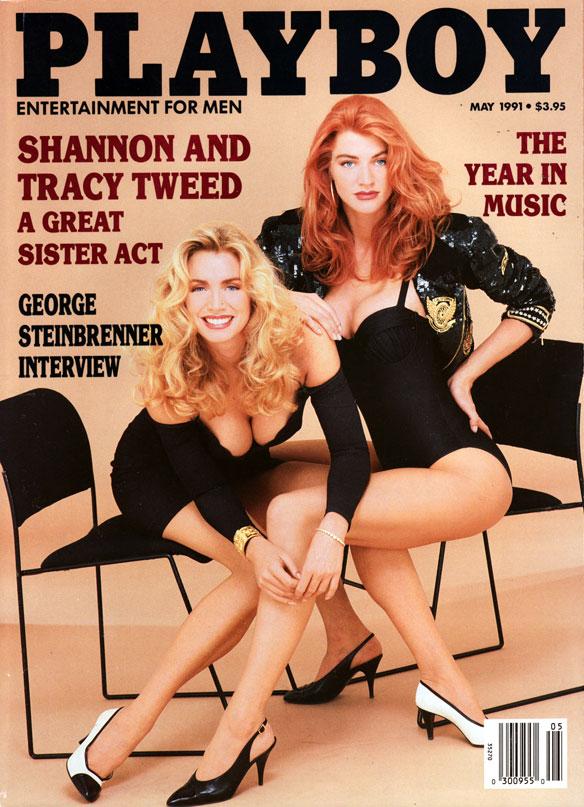 PLAYBOY
ENTERTAINMENT FOR MEN
MAY 1991 • $3.95
SHANNON AND
TRACY TWEED
A GREAT
SISTER ACT
THE
YEAR IN
MUSIC
GEORGE
STEINBRENNER
INTERVIEW
05
35270
0 300955 0